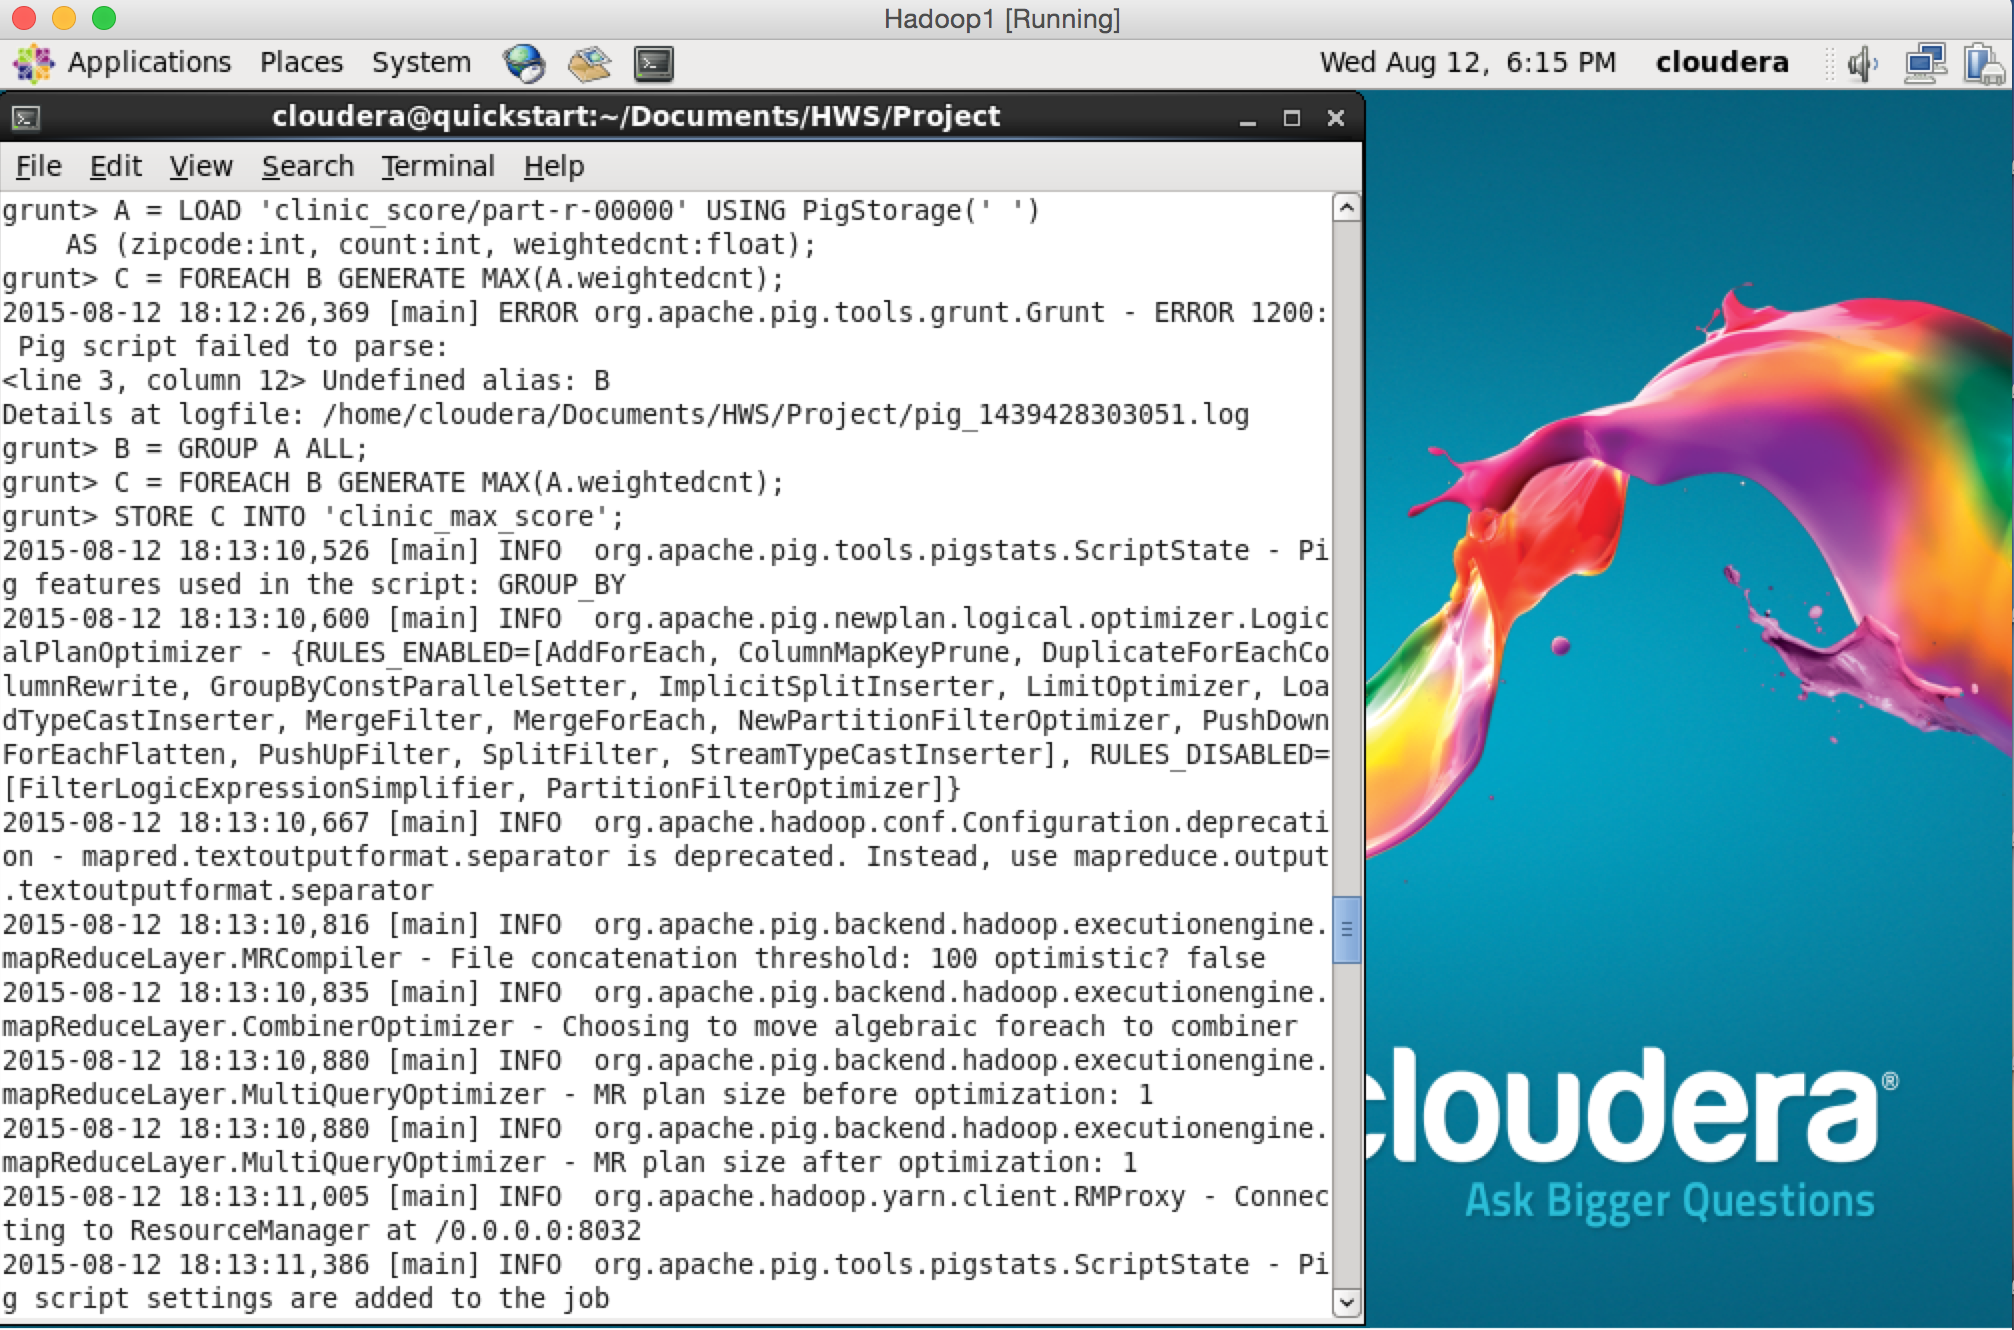 Hadoop1 [Running]
Applications Places System Wed Aug 12, 6:15 PM cloudera
cloudera@quickstart:~/Documents/HWS/Project
File Edit View Search Terminal Help
grunt> A = LOAD 'clinic_score/part-r-00000' USING PigStorage(' ')
    AS (zipcode:int, count:int, weightedcnt:float);
grunt> C = FOREACH B GENERATE MAX(A.weightedcnt);
2015-08-12 18:12:26,369 [main] ERROR org.apache.pig.tools.grunt.Grunt - ERROR 1200:
 Pig script failed to parse:
<line 3, column 12> Undefined alias: B
Details at logfile: /home/cloudera/Documents/HWS/Project/pig_1439428303051.log
grunt> B = GROUP A ALL;
grunt> C = FOREACH B GENERATE MAX(A.weightedcnt);
grunt> STORE C INTO 'clinic_max_score';
2015-08-12 18:13:10,526 [main] INFO  org.apache.pig.tools.pigstats.ScriptState - Pi
g features used in the script: GROUP_BY
2015-08-12 18:13:10,600 [main] INFO  org.apache.pig.newplan.logical.optimizer.Logic
alPlanOptimizer - {RULES_ENABLED=[AddForEach, ColumnMapKeyPrune, DuplicateForEachCo
lumnRewrite, GroupByConstParallelSetter, ImplicitSplitInserter, LimitOptimizer, Loa
dTypeCastInserter, MergeFilter, MergeForEach, NewPartitionFilterOptimizer, PushDown
ForEachFlatten, PushUpFilter, SplitFilter, StreamTypeCastInserter], RULES_DISABLED=
[FilterLogicExpressionSimplifier, PartitionFilterOptimizer]}
2015-08-12 18:13:10,667 [main] INFO  org.apache.hadoop.conf.Configuration.deprecati
on - mapred.textoutputformat.separator is deprecated. Instead, use mapreduce.output
.textoutputformat.separator
2015-08-12 18:13:10,816 [main] INFO  org.apache.pig.backend.hadoop.executionengine.
mapReduceLayer.MRCompiler - File concatenation threshold: 100 optimistic? false
2015-08-12 18:13:10,835 [main] INFO  org.apache.pig.backend.hadoop.executionengine.
mapReduceLayer.CombinerOptimizer - Choosing to move algebraic foreach to combiner
2015-08-12 18:13:10,880 [main] INFO  org.apache.pig.backend.hadoop.executionengine.
mapReduceLayer.MultiQueryOptimizer - MR plan size before optimization: 1
2015-08-12 18:13:10,880 [main] INFO  org.apache.pig.backend.hadoop.executionengine.
mapReduceLayer.MultiQueryOptimizer - MR plan size after optimization: 1
2015-08-12 18:13:11,005 [main] INFO  org.apache.hadoop.yarn.client.RMProxy - Connec
ting to ResourceManager at /0.0.0.0:8032
2015-08-12 18:13:11,386 [main] INFO  org.apache.pig.tools.pigstats.ScriptState - Pi
g script settings are added to the job
cloudera®
Ask Bigger Questions